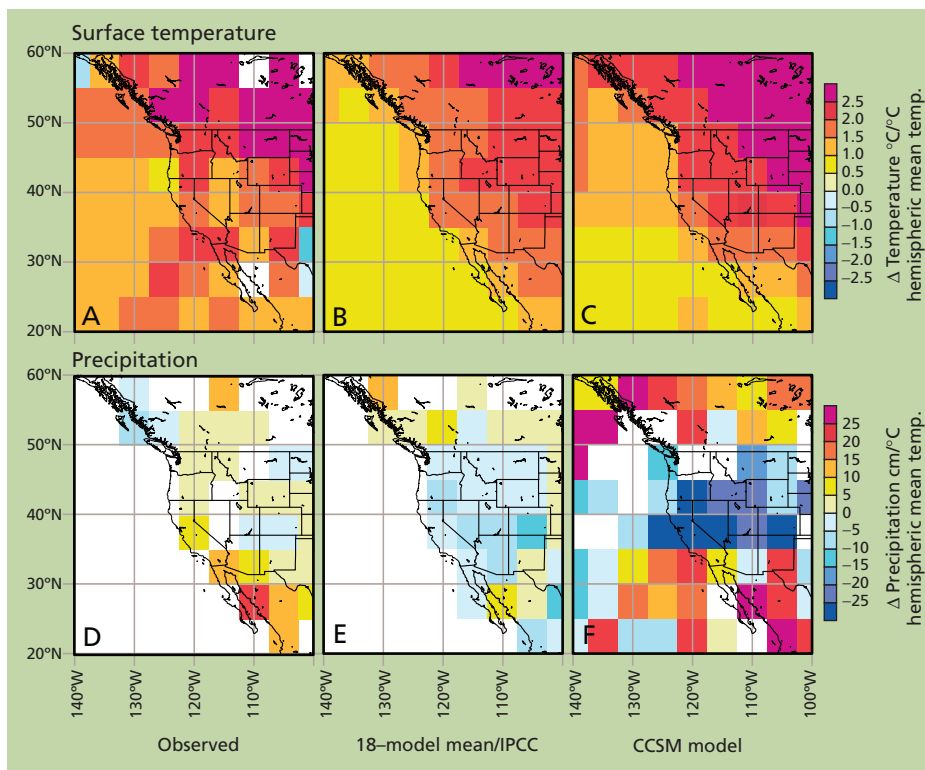 Surface temperature
60°N
50°N
40°N
30°N
20°N
A
B
C
2.5
2.0
1.5
1.0
0.5
0.0
–0.5
–1.0
–1.5
–2.0
–2.5
Δ Temperature °C/°C
hemispheric mean temp.
Precipitation
60°N
50°N
40°N
30°N
20°N
D
E
F
25
20
15
10
5
0
–5
–10
–15
–20
–25
Δ Precipitation cm/°C
hemispheric mean temp.
140°W
130°W
120°W
110°W
140°W
130°W
120°W
110°W
140°W
130°W
120°W
110°W
100°W
Observed
18–model mean/IPCC
CCSM model